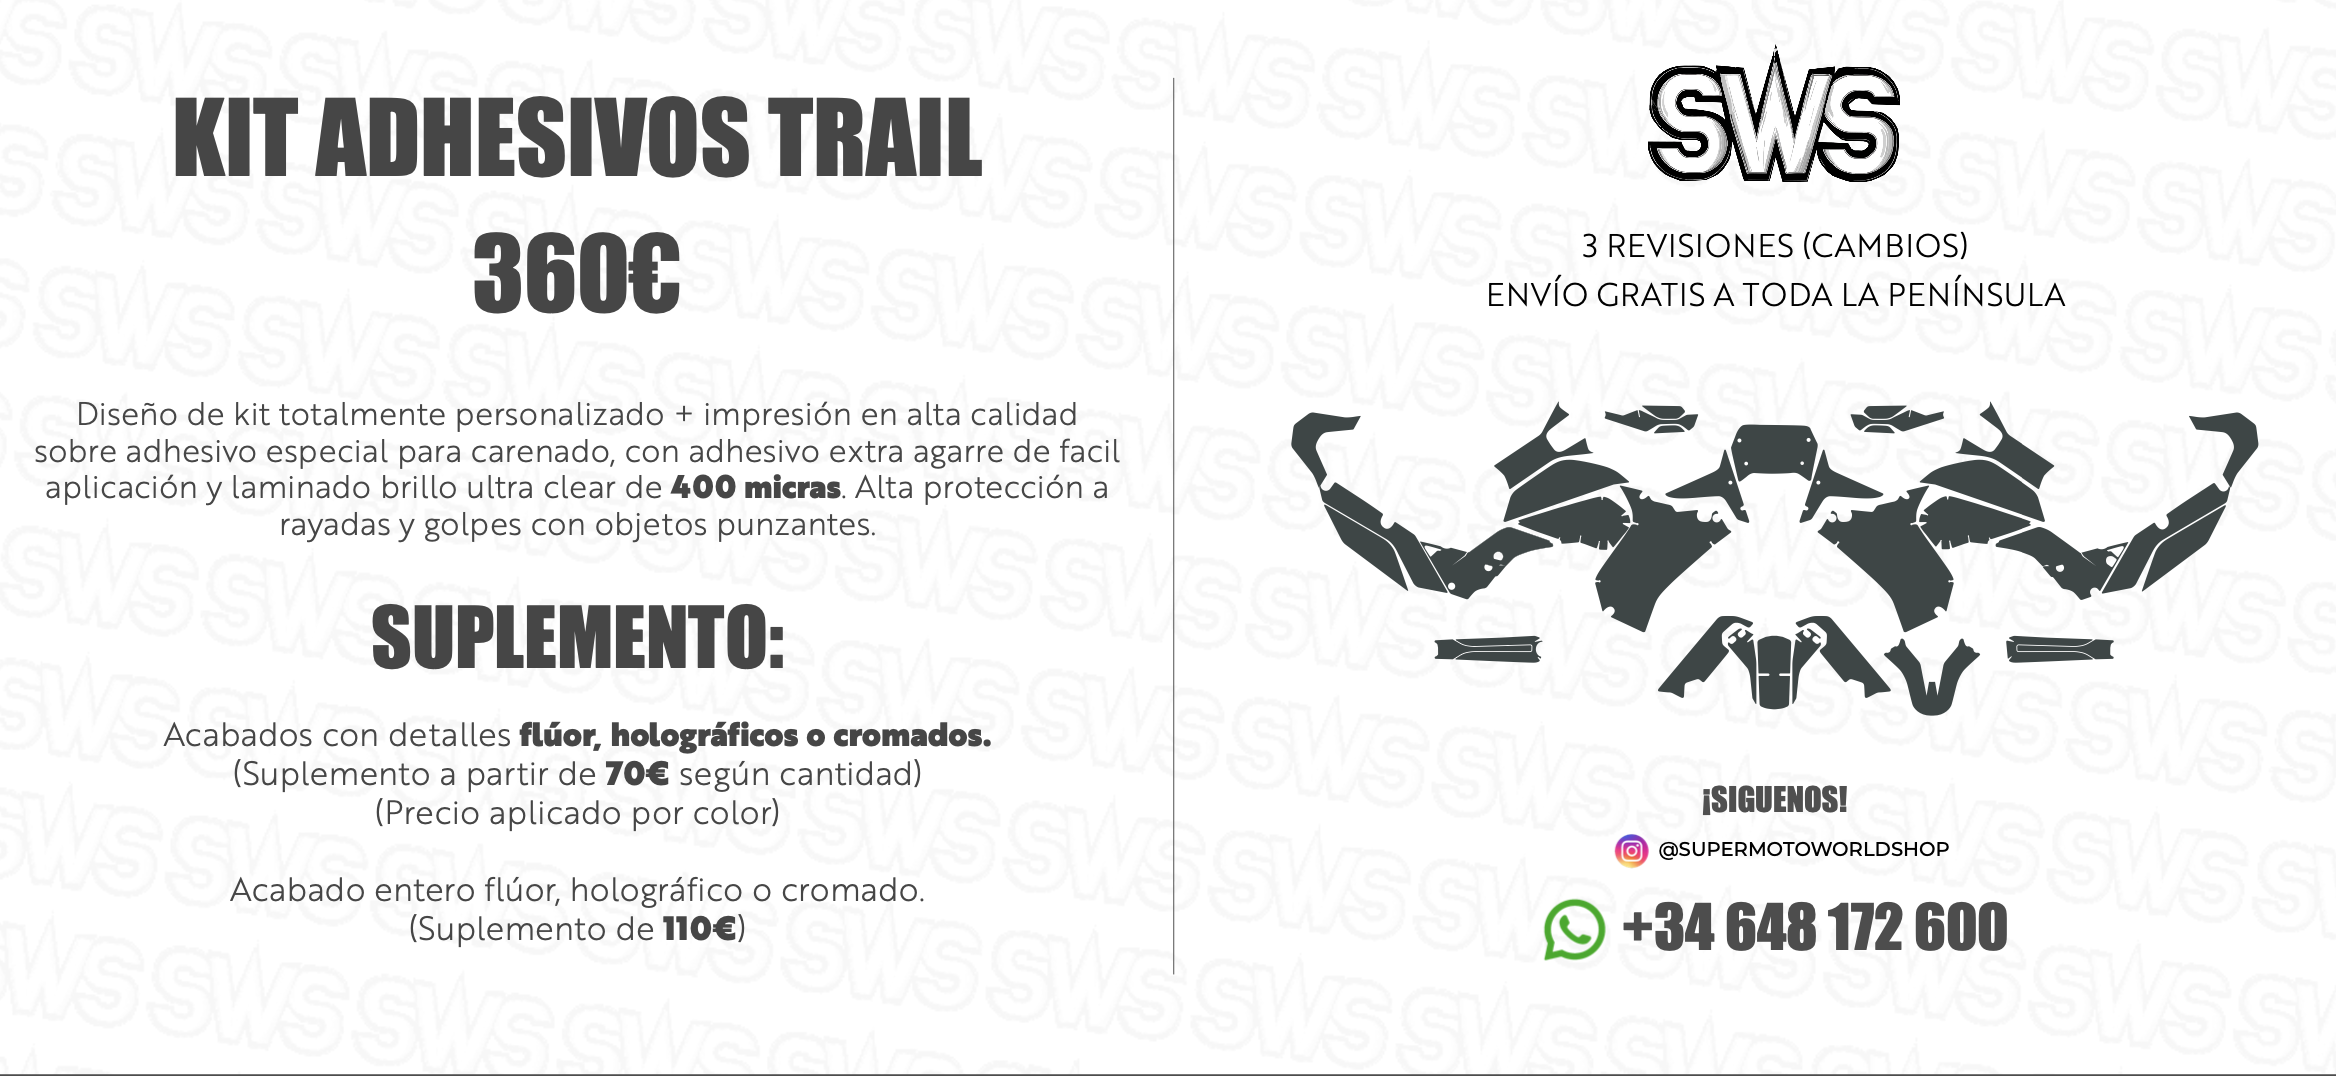 KIT ADHESIVOS TRAIL
360€
Diseño de kit totalmente personalizado + impresión en alta calidad
sobre adhesivo especial para carenado, con adhesivo extra agarre de facil
aplicación y laminado brillo ultra clear de 400 micras. Alta protección a
rayadas y golpes con objetos punzantes.
SUPLEMENTO:
Acabados con detalles flúor, holográficos o cromados.
(Suplemento a partir de 70€ según cantidad)
(Precio aplicado por color)
Acabado entero flúor, holográfico o cromado.
(Suplemento de 110€)
SWS
3 REVISIONES (CAMBIOS)
ENVÍO GRATIS A TODA LA PENÍNSULA
¡SIGUENOS!
@SUPERMOTOWORLDSHOP
+34 648 172 600